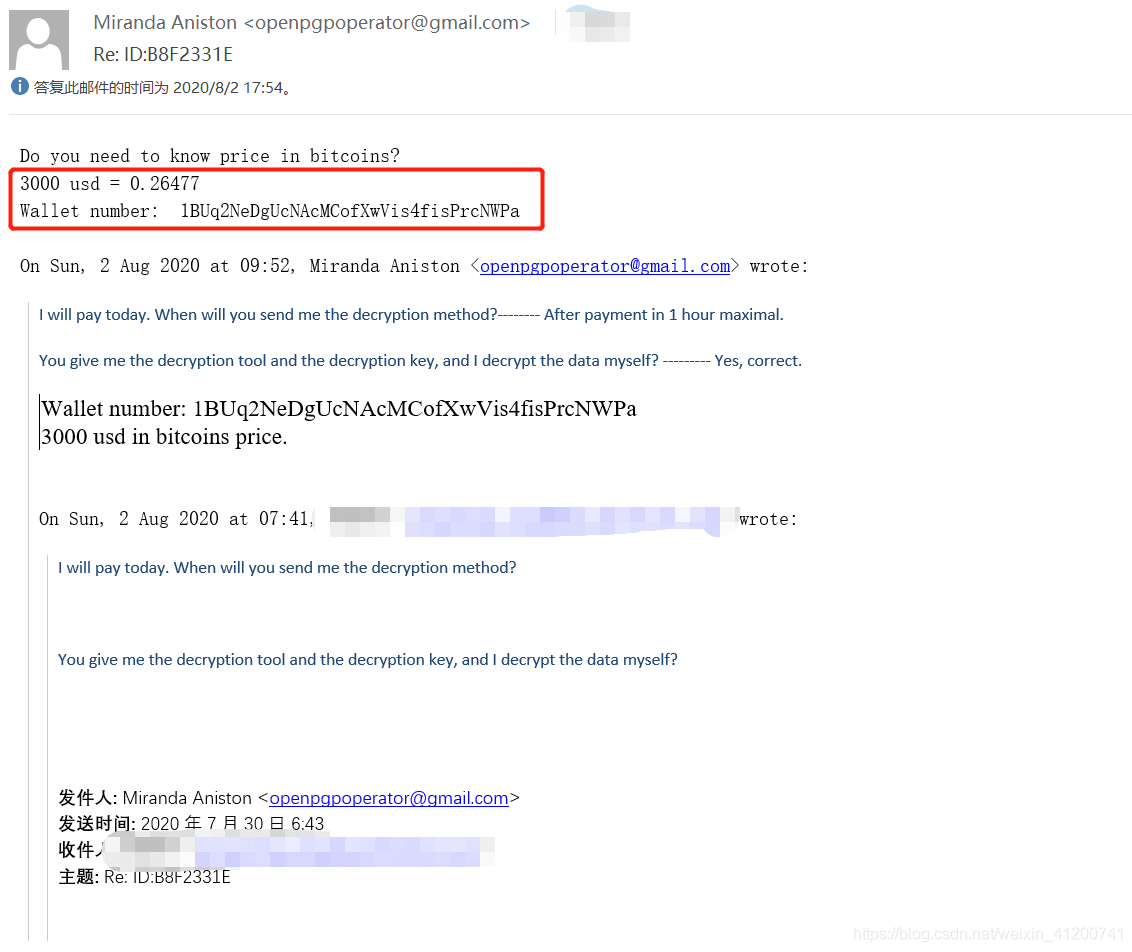 Miranda Aniston <openpgpoperator@gmail.com>
Re: ID:B8F2331E
答复此邮件的时间为 2020/8/2 17:54。
Do you need to know price in bitcoins?
3000 usd = 0.26477
Wallet number: 1BUq2NeDgUcNAcMCofXwVis4fisPrcNWPa
On Sun, 2 Aug 2020 at 09:52, Miranda Aniston <openpgpoperator@gmail.com> wrote:
I will pay today. When will you send me the decryption method?-------- After payment in 1 hour maximal.
You give me the decryption tool and the decryption key, and I decrypt the data myself? --------- Yes, correct.
Wallet number: 1BUq2NeDgUcNAcMCofXwVis4fisPrcNWPa
3000 usd in bitcoins price.
On Sun, 2 Aug 2020 at 07:41, wrote:
I will pay today. When will you send me the decryption method?
You give me the decryption tool and the decryption key, and I decrypt the data myself?
发件人: Miranda Aniston <openpgpoperator@gmail.com>
发送时间: 2020 年 7 月 30 日 6:43
收件人
主题: Re: ID:B8F2331E
https://blog.csdn.net/weixin_41200741